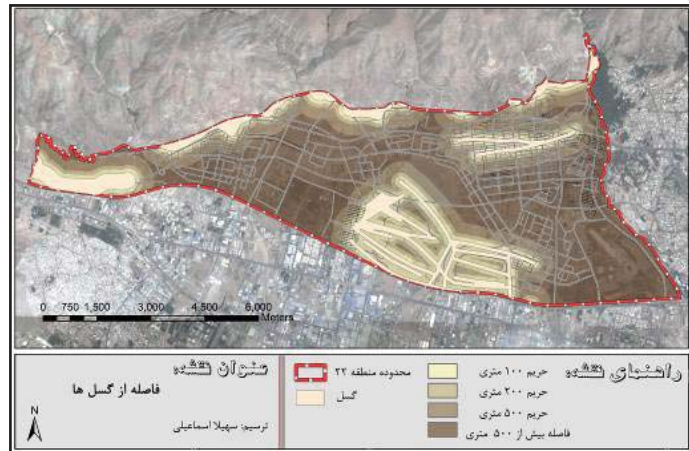 0 750 1,500 3,000 4,500 6,000
Meters
راهنمای نقشه:
حریم ۱۰۰ متری
حریم ۲۰۰ متری
حریم ۵۰۰ متری
فاصله بیش از ۵۰۰ متری
محدوده منطقه ۲۲
گسل
عنوان نقشه:
فاصله از گسل ها
ترسیم: سهیلا اسماعیلی
N